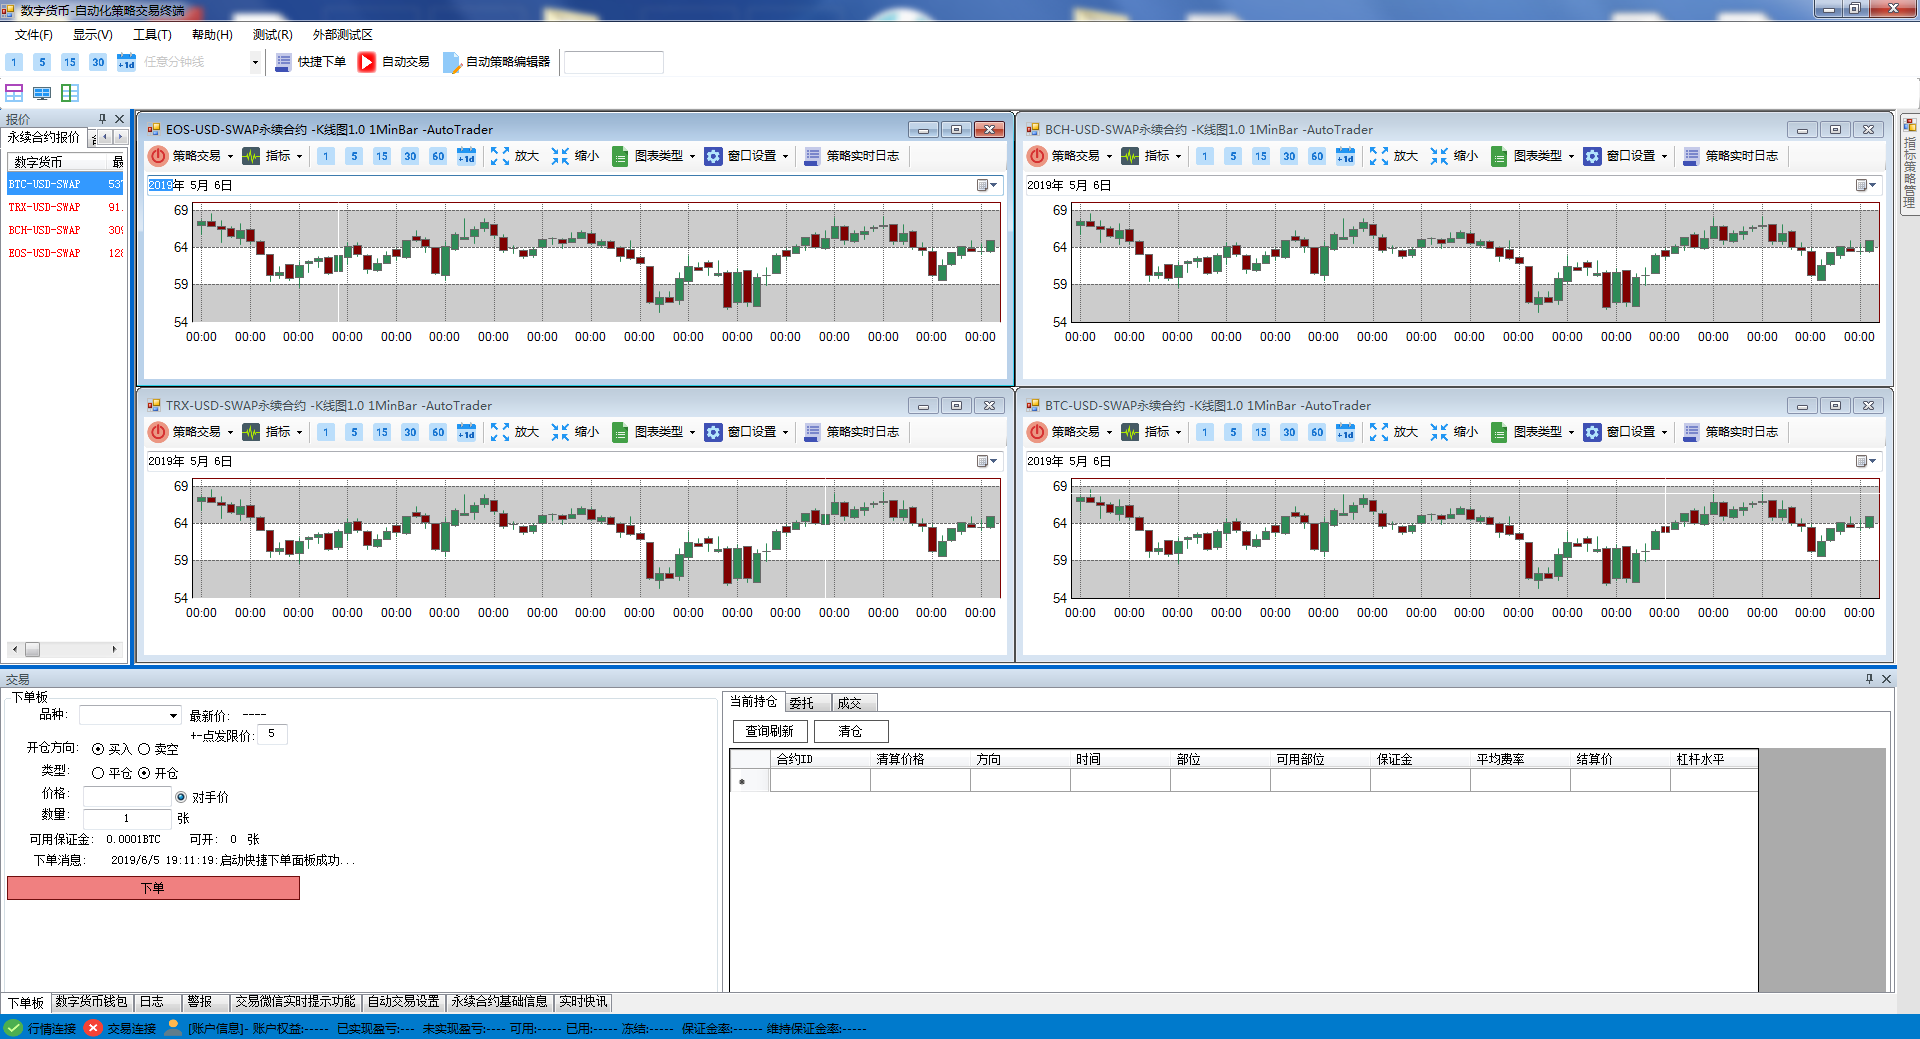 数字货币-自动化策略交易终端
文件(F) 显示(V) 工具(T) 帮助(H) 测试(R) 外部测试区
1 5 15 30 +1d 任意分钟线 快捷下单 自动交易 自动策略编辑器
报价
永续合约报价
数字货币 最
BTC-USD-SWAP 537
TRX-USD-SWAP 91.
BCH-USD-SWAP 309
EOS-USD-SWAP
EOS-USD-SWAP永续合约 -K线图1.0 1MinBar -AutoTrader
策略交易 指标 1 5 15 30 60 +1d 放大 缩小 图表类型 窗口设置 策略实时日志
2019年 5月 6日
69
64
59
54
00:00 00:00 00:00 00:00 00:00 00:00 00:00 00:00 00:00 00:00 00:00 00:00 00:00 00:00 00:00 00:00 00:00
BCH-USD-SWAP永续合约 -K线图1.0 1MinBar -AutoTrader
策略交易 指标 1 5 15 30 60 +1d 放大 缩小 图表类型 窗口设置 策略实时日志
2019年 5月 6日
69
64
59
54
00:00 00:00 00:00 00:00 00:00 00:00 00:00 00:00 00:00 00:00 00:00 00:00 00:00 00:00 00:00 00:00 00:00
TRX-USD-SWAP永续合约 -K线图1.0 1MinBar -AutoTrader
策略交易 指标 1 5 15 30 60 +1d 放大 缩小 图表类型 窗口设置 策略实时日志
2019年 5月 6日
69
64
59
54
00:00 00:00 00:00 00:00 00:00 00:00 00:00 00:00 00:00 00:00 00:00 00:00 00:00 00:00 00:00 00:00 00:00
BTC-USD-SWAP永续合约 -K线图1.0 1MinBar -AutoTrader
策略交易 指标 1 5 15 30 60 +1d 放大 缩小 图表类型 窗口设置 策略实时日志
2019年 5月 6日
69
64
59
54
00:00 00:00 00:00 00:00 00:00 00:00 00:00 00:00 00:00 00:00 00:00 00:00 00:00 00:00 00:00 00:00 00:00
指标策略管理
交易
下单板
品种: 最新价: ----
+-点发限价: 5
开仓方向: 买入 卖空
类型: 平仓 开仓
价格: 对手价
数量: 1 张
可用保证金: 0.0001BTC 可开: 0 张
下单消息: 2019/6/5 19:11:19:启动快捷下单面板成功...
下单
当前持仓 委托 成交
查询刷新 清仓
合约ID 清算价格 方向 时间 部位 可用部位 保证金 平均费率 结算价 杠杆水平
*
下单板 数字货币钱包 日志 警报 交易微信实时提示功能 自动交易设置 永续合约基础信息 实时快讯
行情连接 交易连接 [账户信息]- 账户权益:----- 已实现盈亏:--- 未实现盈亏:---- 可用:----- 已用:----- 冻结:----- 保证金率:------ 维持保证金率:-----